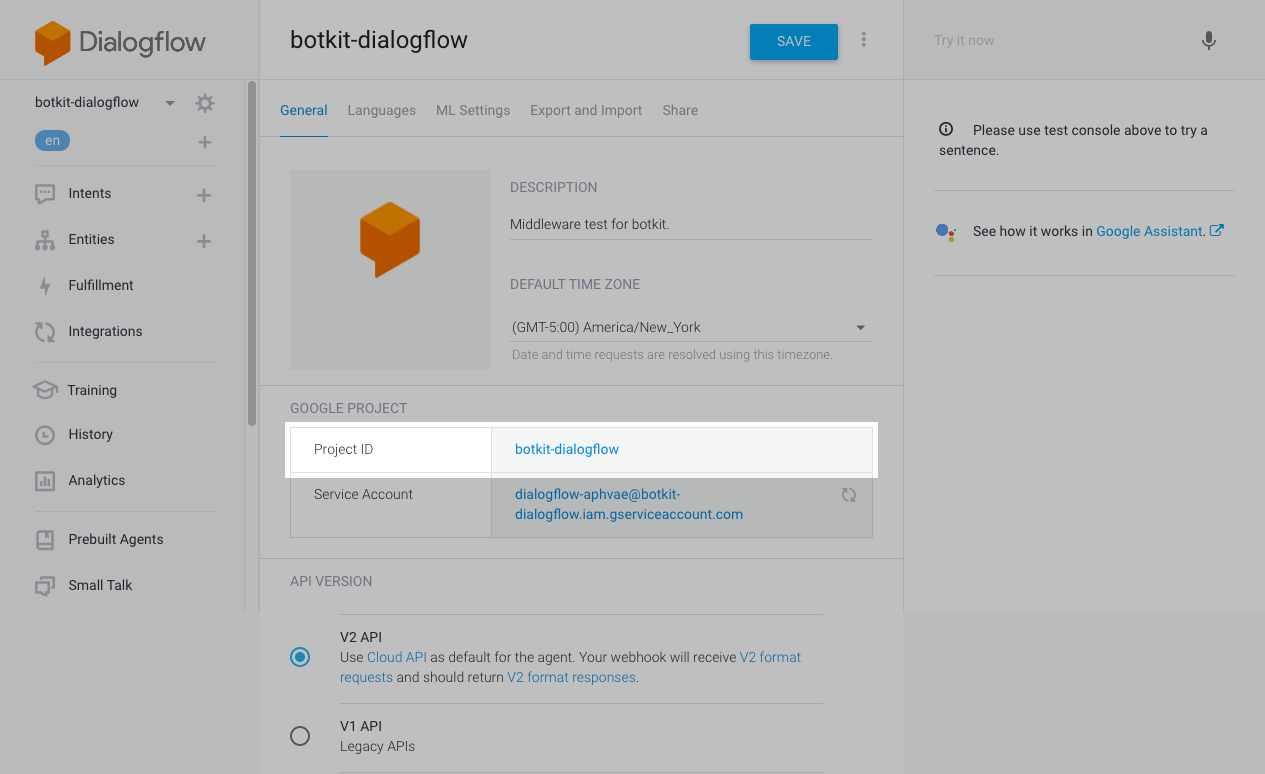 Dialogflow
botkit-dialogflow
en
Intents
Entities
Fulfillment
Integrations
Training
History
Analytics
Prebuilt Agents
Small Talk
botkit-dialogflow
SAVE
General Languages ML Settings Export and Import Share
DESCRIPTION
Middleware test for botkit.
DEFAULT TIME ZONE
(GMT-5:00) America/New_York
Date and time requests are resolved using this timezone.
GOOGLE PROJECT
Project ID botkit-dialogflow
Service Account dialogflow-aphvae@botkit-
dialogflow.iam.gserviceaccount.com
API VERSION
V2 API
Use Cloud API as default for the agent. Your webhook will receive V2 format
requests and should return V2 format responses.
V1 API
Legacy APIs
Try it now
Please use test console above to try a
sentence.
See how it works in Google Assistant.